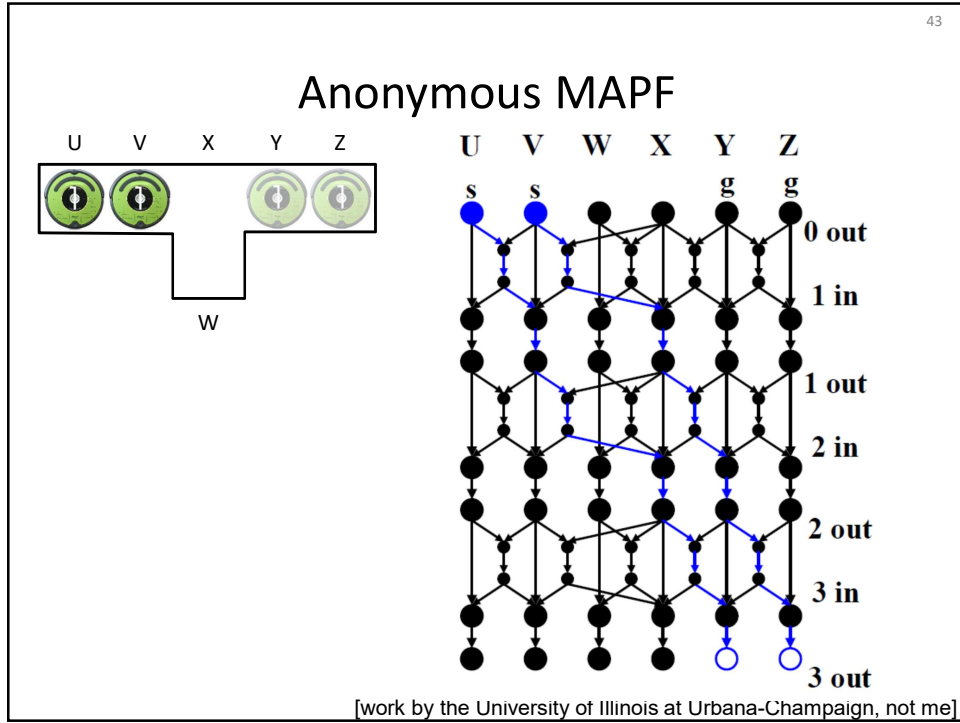 43
Anonymous MAPF
U V X Y Z
W
U V W X Y Z
s s g g
0 out
1 in
1 out
2 in
2 out
3 in
3 out
[work by the University of Illinois at Urbana-Champaign, not me]